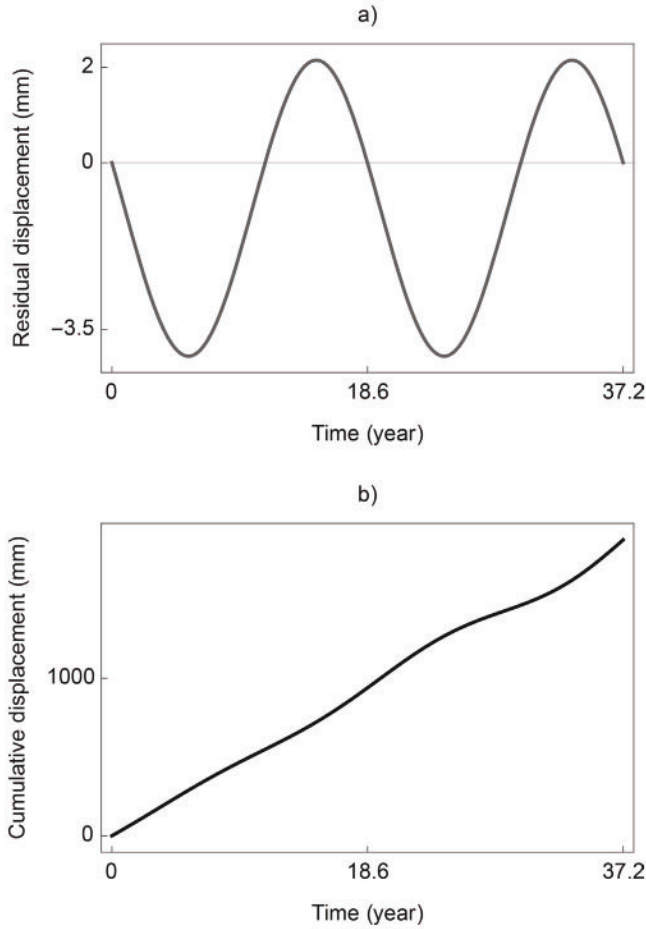 a)
Residual displacement (mm)
2
0
−3.5
0
18.6
37.2
Time (year)
b)
Cumulative displacement (mm)
1000
0
0
18.6
37.2
Time (year)